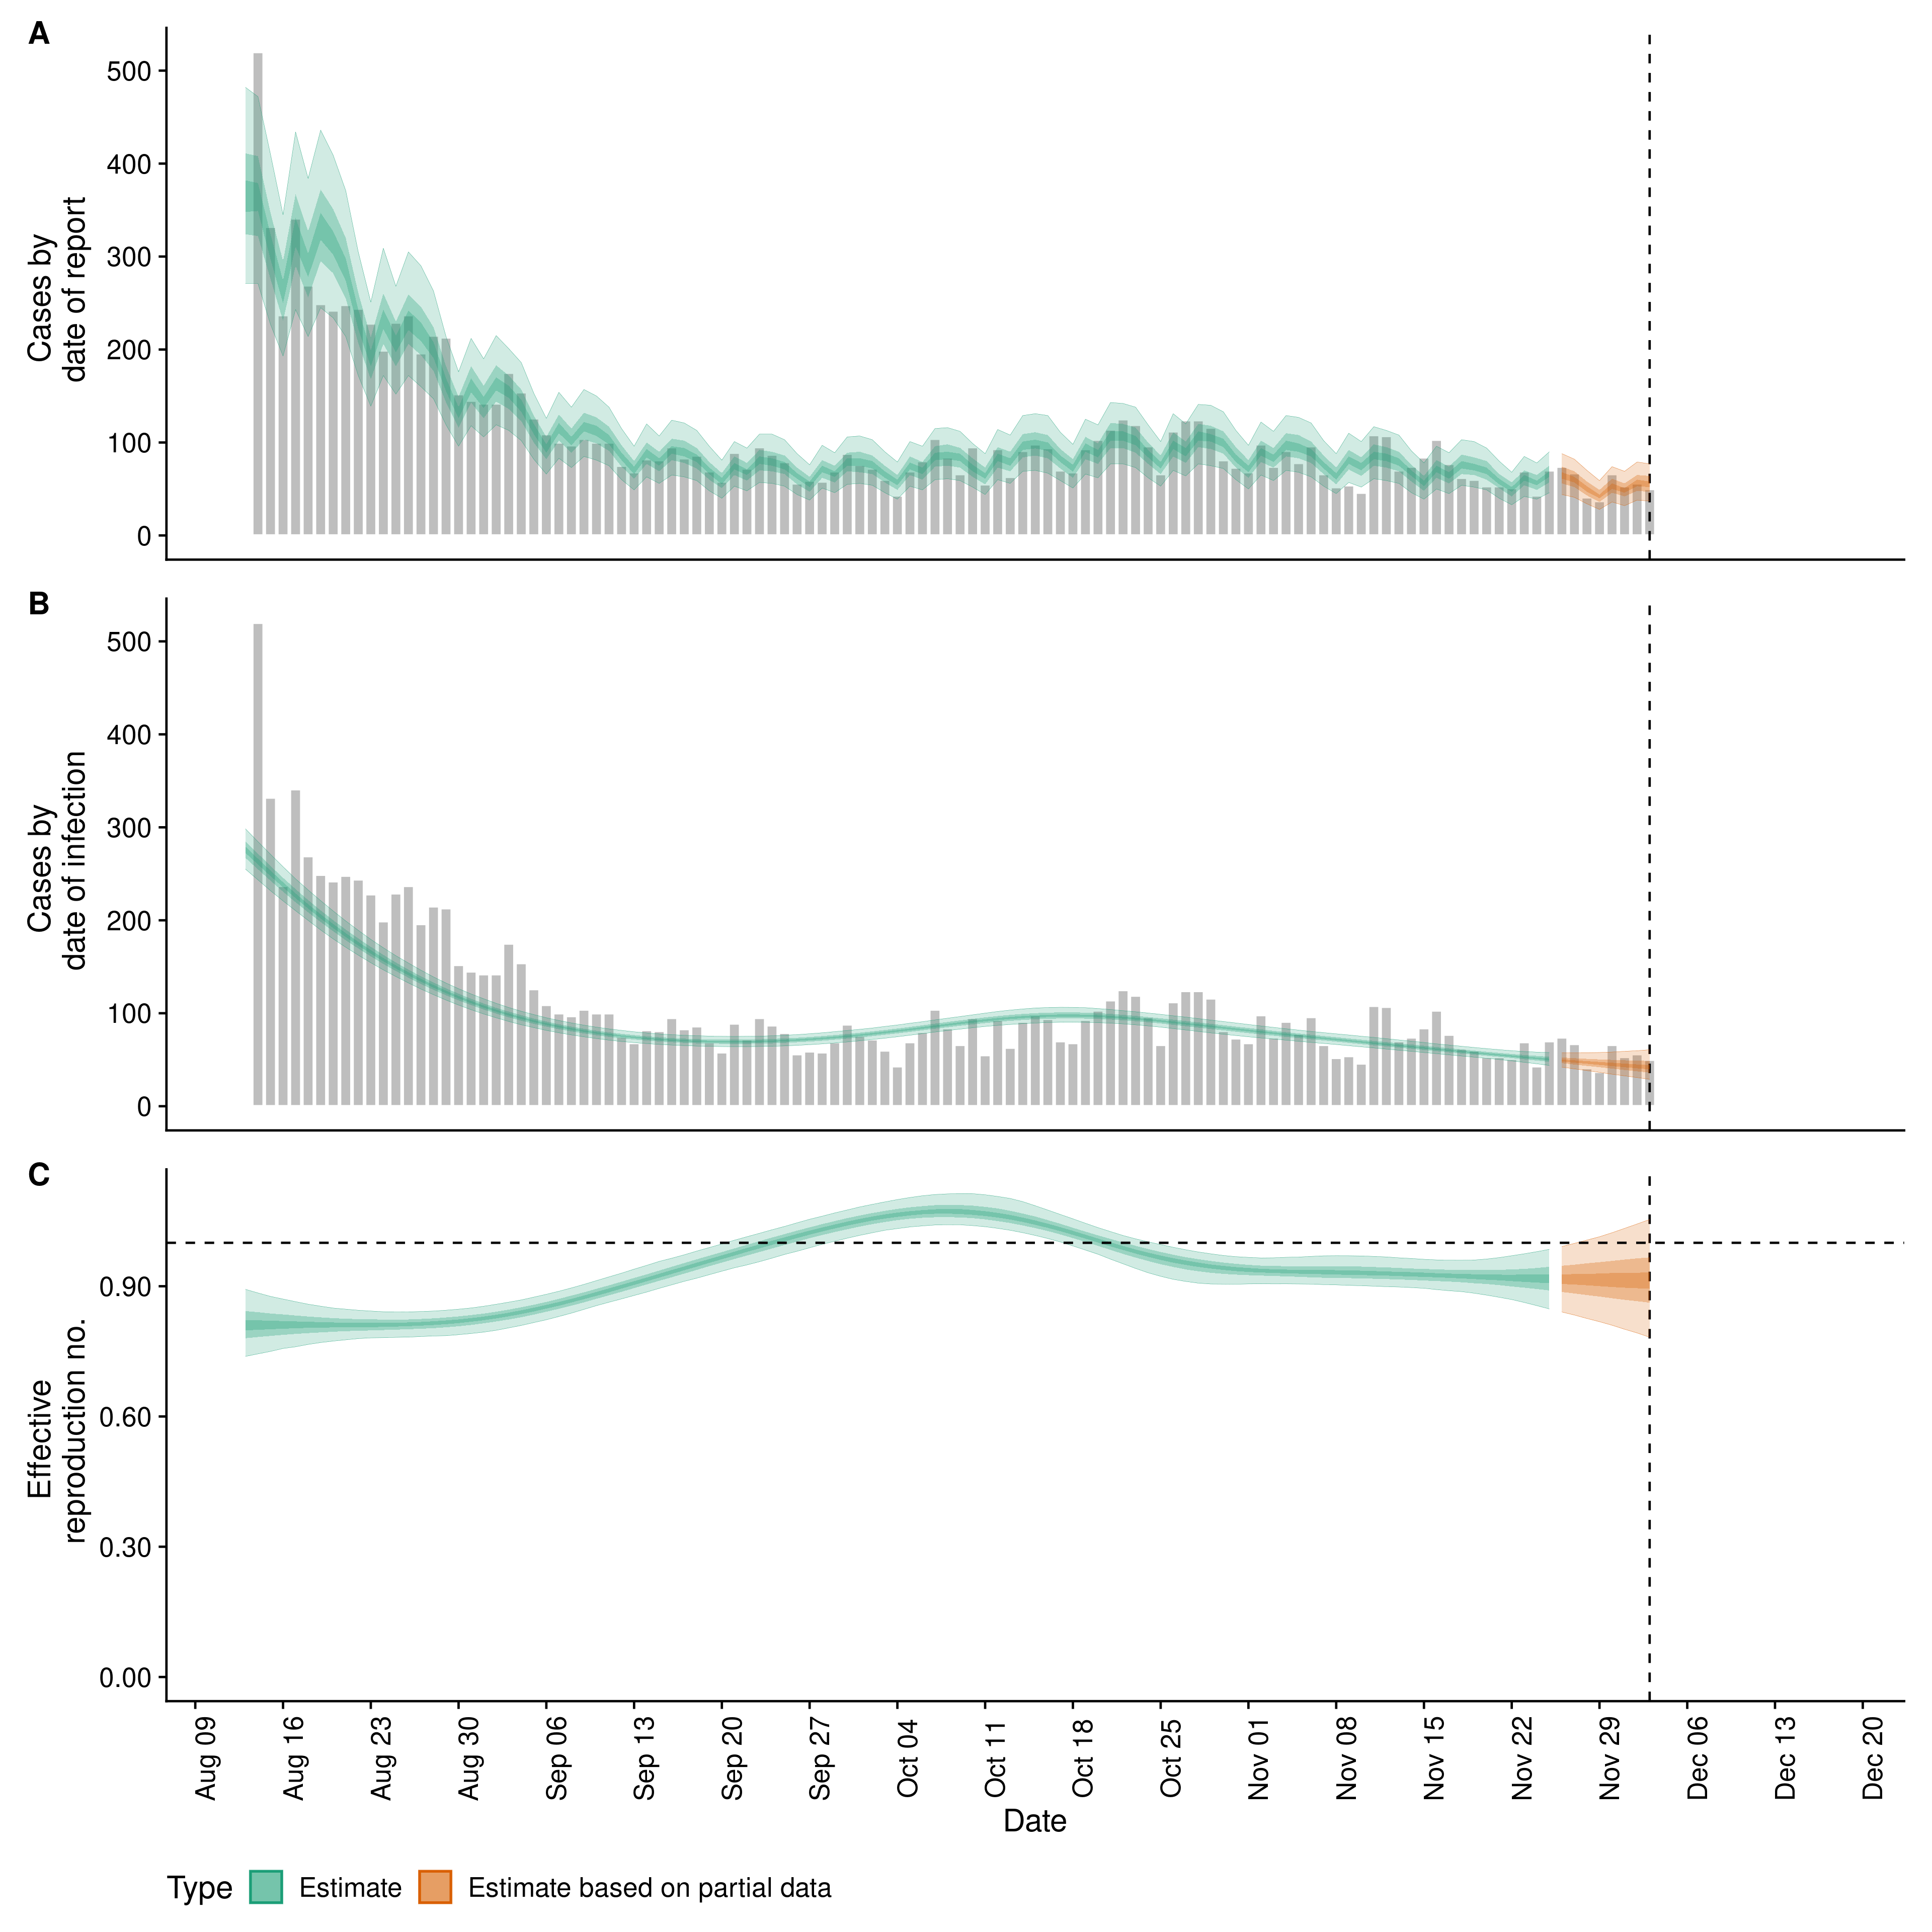 A
Cases by
date of report
500
400
300
200
100
0
B
Cases by
date of infection
500
400
300
200
100
0
C
Effective
reproduction no.
0.90
0.60
0.30
0.00
Aug 09
Aug 16
Aug 23
Aug 30
Sep 06
Sep 13
Sep 20
Sep 27
Oct 04
Oct 11
Oct 18
Oct 25
Nov 01
Nov 08
Nov 15
Nov 22
Nov 29
Dec 06
Dec 13
Dec 20
Date
Type Estimate Estimate based on partial data